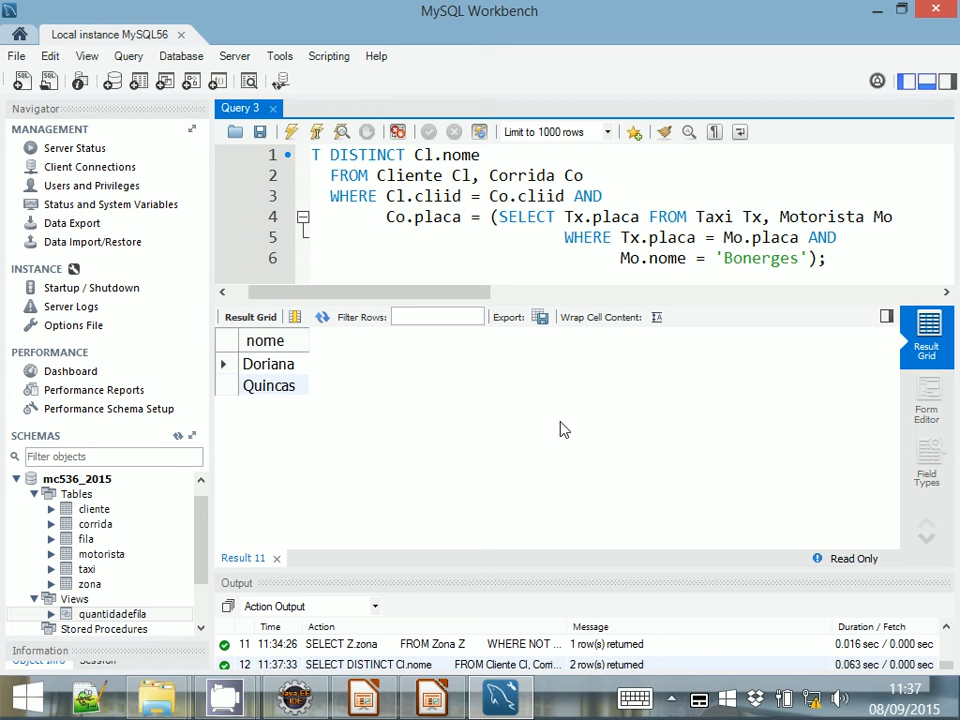 MySQL Workbench
Local instance MySQL56
File Edit View Query Database Server Tools Scripting Help
Navigator
MANAGEMENT
Server Status
Client Connections
Users and Privileges
Status and System Variables
Data Export
Data Import/Restore
INSTANCE
Startup / Shutdown
Server Logs
Options File
PERFORMANCE
Dashboard
Performance Reports
Performance Schema Setup
SCHEMAS
Filter objects
mc536_2015
Tables
cliente
corrida
fila
motorista
taxi
zona
Views
quantidadefila
Stored Procedures
Information
Object Info Session
Query 3
Limit to 1000 rows
1 T DISTINCT Cl.nome
2 FROM Cliente Cl, Corrida Co
3 WHERE Cl.cliid = Co.cliid AND
4 Co.placa = (SELECT Tx.placa FROM Taxi Tx, Motorista Mo
5 WHERE Tx.placa = Mo.placa AND
6 Mo.nome = 'Bonerges');
Result Grid Filter Rows: Export: Wrap Cell Content:
nome
Doriana
Quincas
Result Grid
Form Editor
Field Types
Result 11
Read Only
Output
Action Output
Time Action Message Duration / Fetch
11 11:34:26 SELECT Z.zona FROM Zona Z WHERE NOT ... 1 row(s) returned 0.016 sec / 0.000 sec
12 11:37:33 SELECT DISTINCT Cl.nome FROM Cliente Cl, Corri... 2 row(s) returned 0.063 sec / 0.000 sec
Java EE
IDE
11:37
08/09/2015